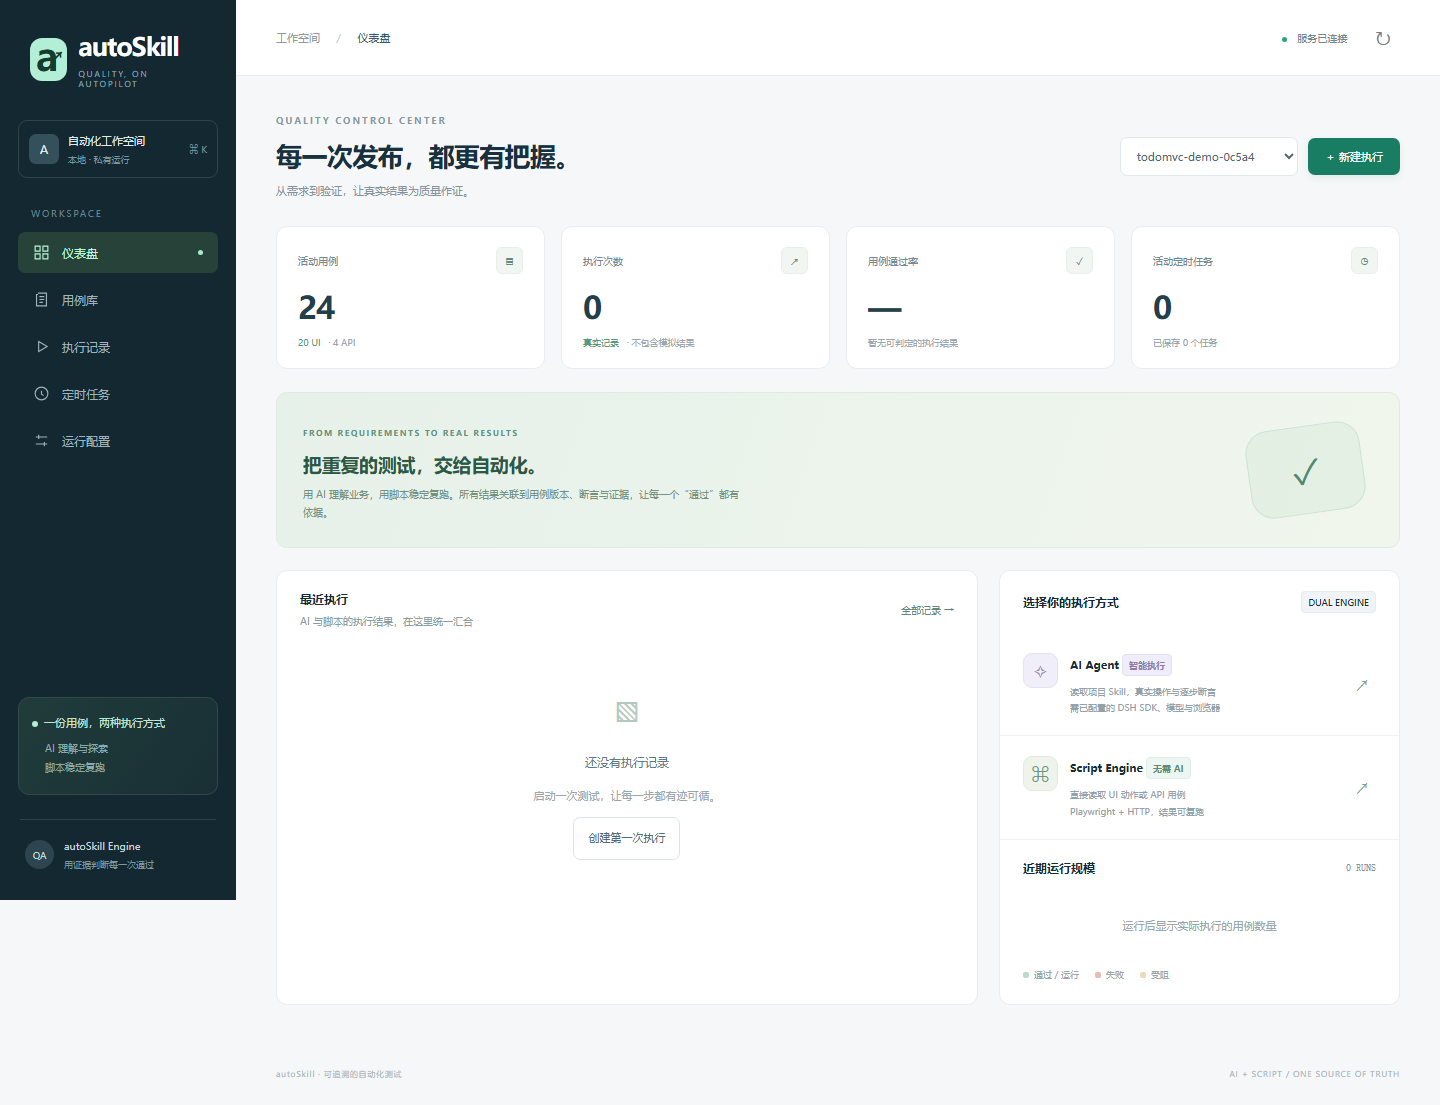 autoSkill
QUALITY, ON
AUTOPILOT
A
自动化工作空间
本地 · 私有运行
⌘ K
WORKSPACE
仪表盘
用例库
执行记录
定时任务
运行配置
一份用例，两种执行方式
AI 理解与探索
脚本稳定复跑
QA
autoSkill Engine
用证据判断每一次通过
工作空间 / 仪表盘
服务已连接
QUALITY CONTROL CENTER
每一次发布，都更有把握。
从需求到验证，让真实结果为质量作证。
todomvc-demo-0c5a4
+ 新建执行
活动用例
24
20 UI · 4 API
执行次数
0
真实记录 · 不包含模拟结果
用例通过率
—
暂无可判定的执行结果
活动定时任务
0
已保存 0 个任务
FROM REQUIREMENTS TO REAL RESULTS
把重复的测试，交给自动化。
用 AI 理解业务，用脚本稳定复跑。所有结果关联到用例版本、断言与证据，让每一个“通过”都有
依据。
最近执行
AI 与脚本的执行结果，在这里统一汇合
全部记录 →
还没有执行记录
启动一次测试，让每一步都有迹可循。
创建第一次执行
选择你的执行方式
DUAL ENGINE
AI Agent 智能执行
读取项目 Skill，真实操作与逐步断言
需已配置的 DSH SDK、模型与浏览器
Script Engine 无需 AI
直接读取 UI 动作或 API 用例
Playwright + HTTP，结果可复跑
近期运行规模
0 RUNS
运行后显示实际执行的用例数量
通过 / 运行 失败 受阻
autoSkill · 可追溯的自动化测试
AI + SCRIPT / ONE SOURCE OF TRUTH